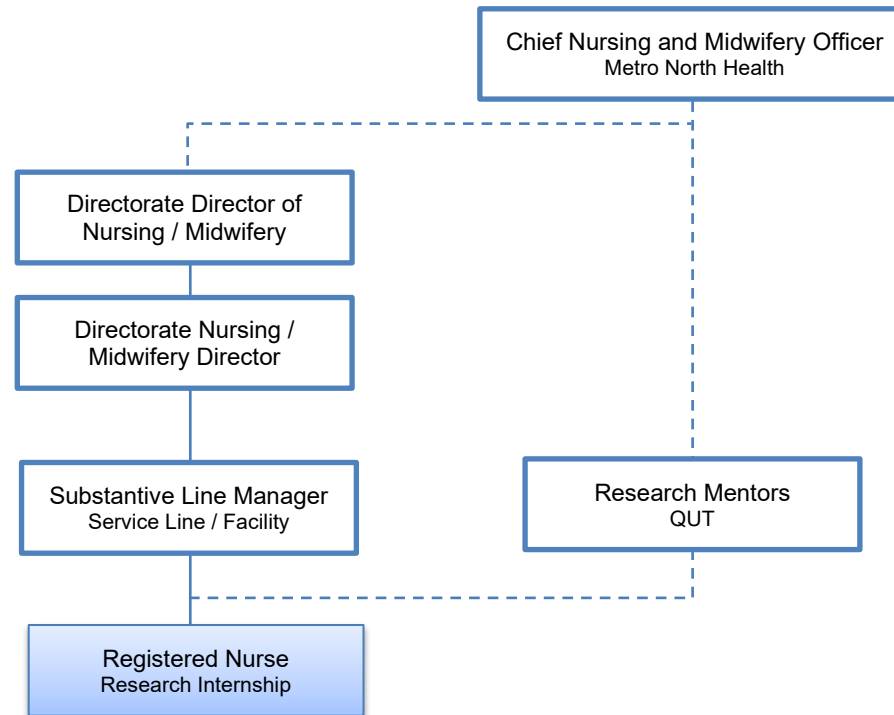 Chief Nursing and Midwifery Officer
Metro North Health
Directorate Director of
Nursing / Midwifery
Directorate Nursing /
Midwifery Director
Substantive Line Manager
Service Line / Facility
Research Mentors
QUT
Registered Nurse
Research Internship